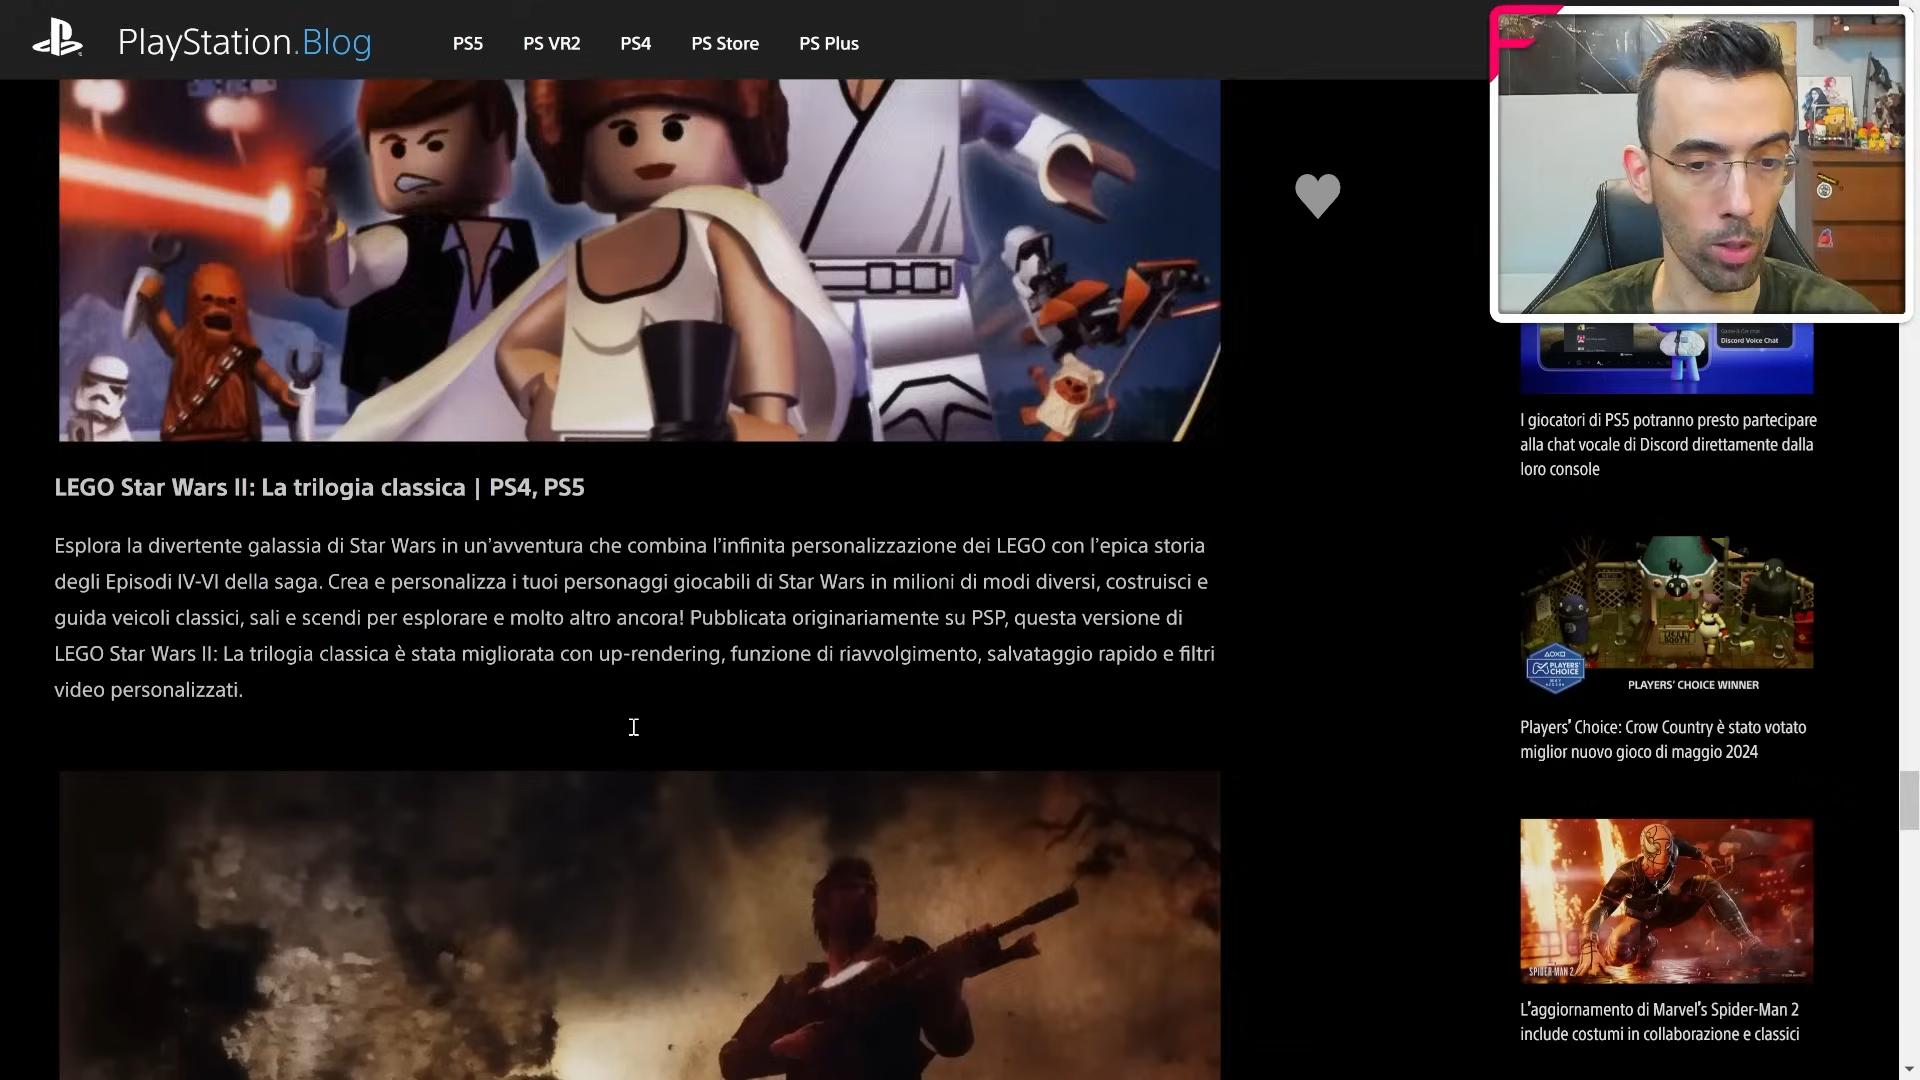 PlayStation.Blog
PS5 PS VR2 PS4 PS Store PS Plus
LEGO Star Wars II: La trilogia classica | PS4, PS5
Esplora la divertente galassia di Star Wars in un'avventura che combina l'infinita personalizzazione dei LEGO con l'epica storia
degli Episodi IV-VI della saga. Crea e personalizza i tuoi personaggi giocabili di Star Wars in milioni di modi diversi, costruisci e
guida veicoli classici, sali e scendi per esplorare e molto altro ancora! Pubblicata originariamente su PSP, questa versione di
LEGO Star Wars II: La trilogia classica è stata migliorata con up-rendering, funzione di riavvolgimento, salvataggio rapido e filtri
video personalizzati.
Discord Voice Chat
I giocatori di PS5 potranno presto partecipare
alla chat vocale di Discord direttamente dalla
loro console
TICKET
BOOTH
PLAYERS'
CHOICE
PLAYERS' CHOICE WINNER
Players' Choice: Crow Country è stato votato
miglior nuovo gioco di maggio 2024
SPIDER-MAN 2
L'aggiornamento di Marvel's Spider-Man 2
include costumi in collaborazione e classici